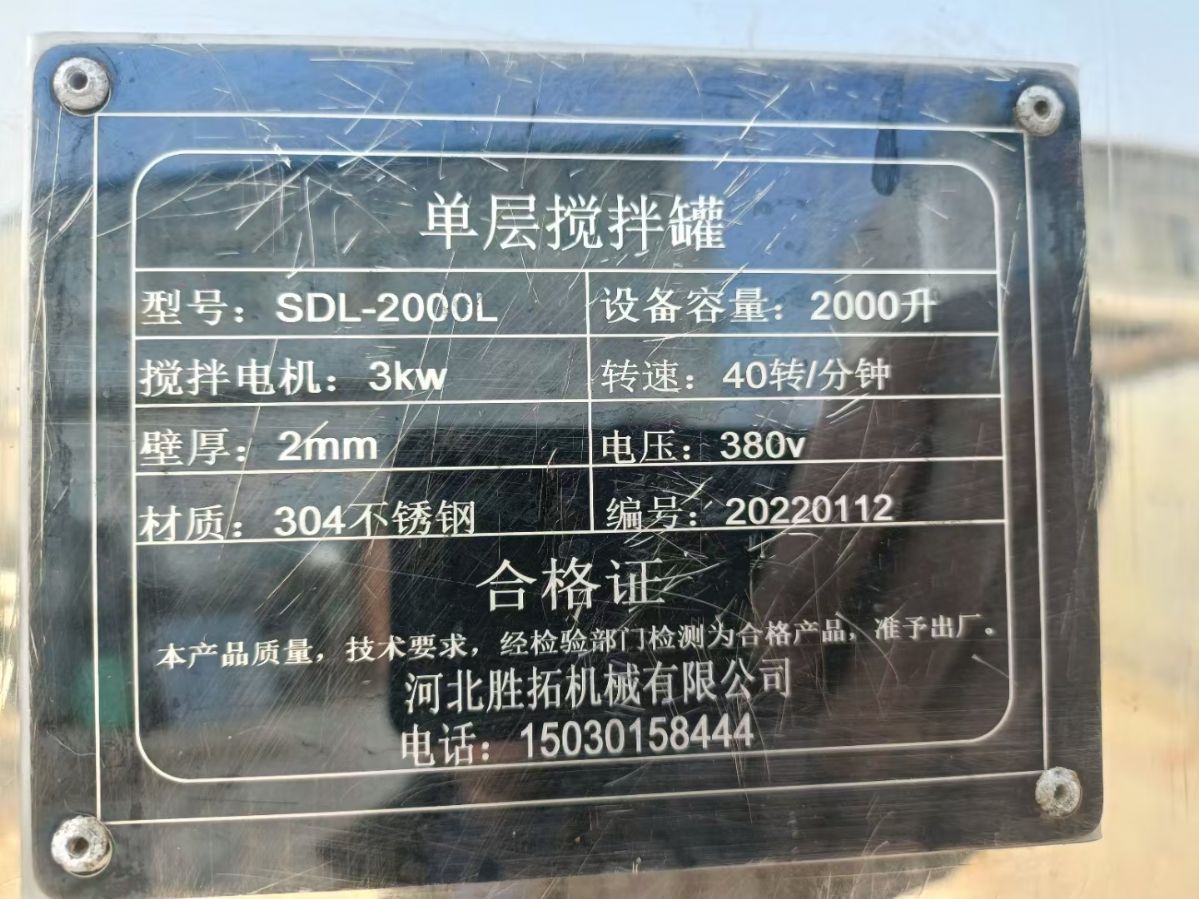 单层搅拌罐
型号：SDL-2000L 设备容量：2000升
搅拌电机：3kw 转速：40转/分钟
壁厚：2mm 电压：380v
材质：304不锈钢 编号：20220112
合格证
本产品质量，技术要求，经检验部门检测为合格产品，准予出厂。
河北胜拓机械有限公司
电话：15030158444